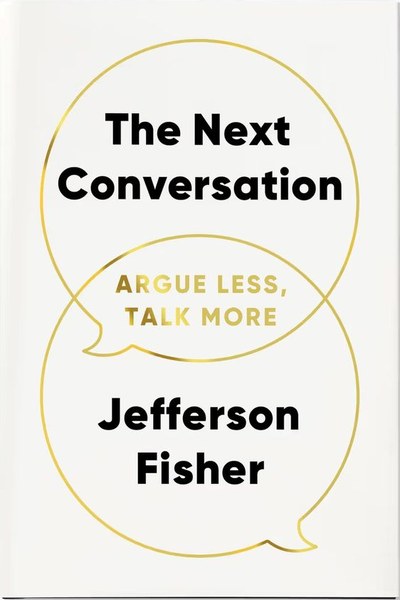 The Next
Conversation
ARGUE LESS,
TALK MORE
Jefferson
Fisher